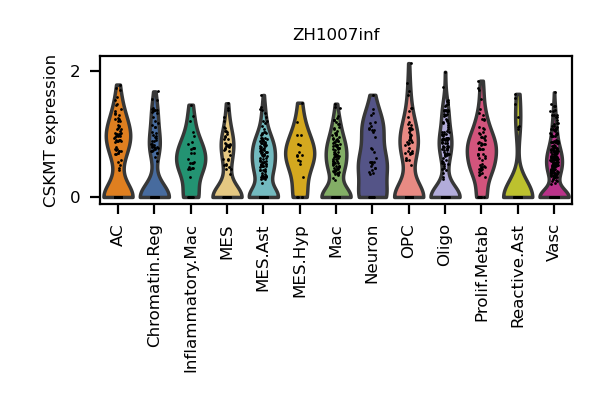 ZH1007inf
CSKMT expression
2
0
AC
Chromatin.Reg
Inflammatory.Mac
MES
MES.Ast
MES.Hyp
Mac
Neuron
OPC
Oligo
Prolif.Metab
Reactive.Ast
Vasc